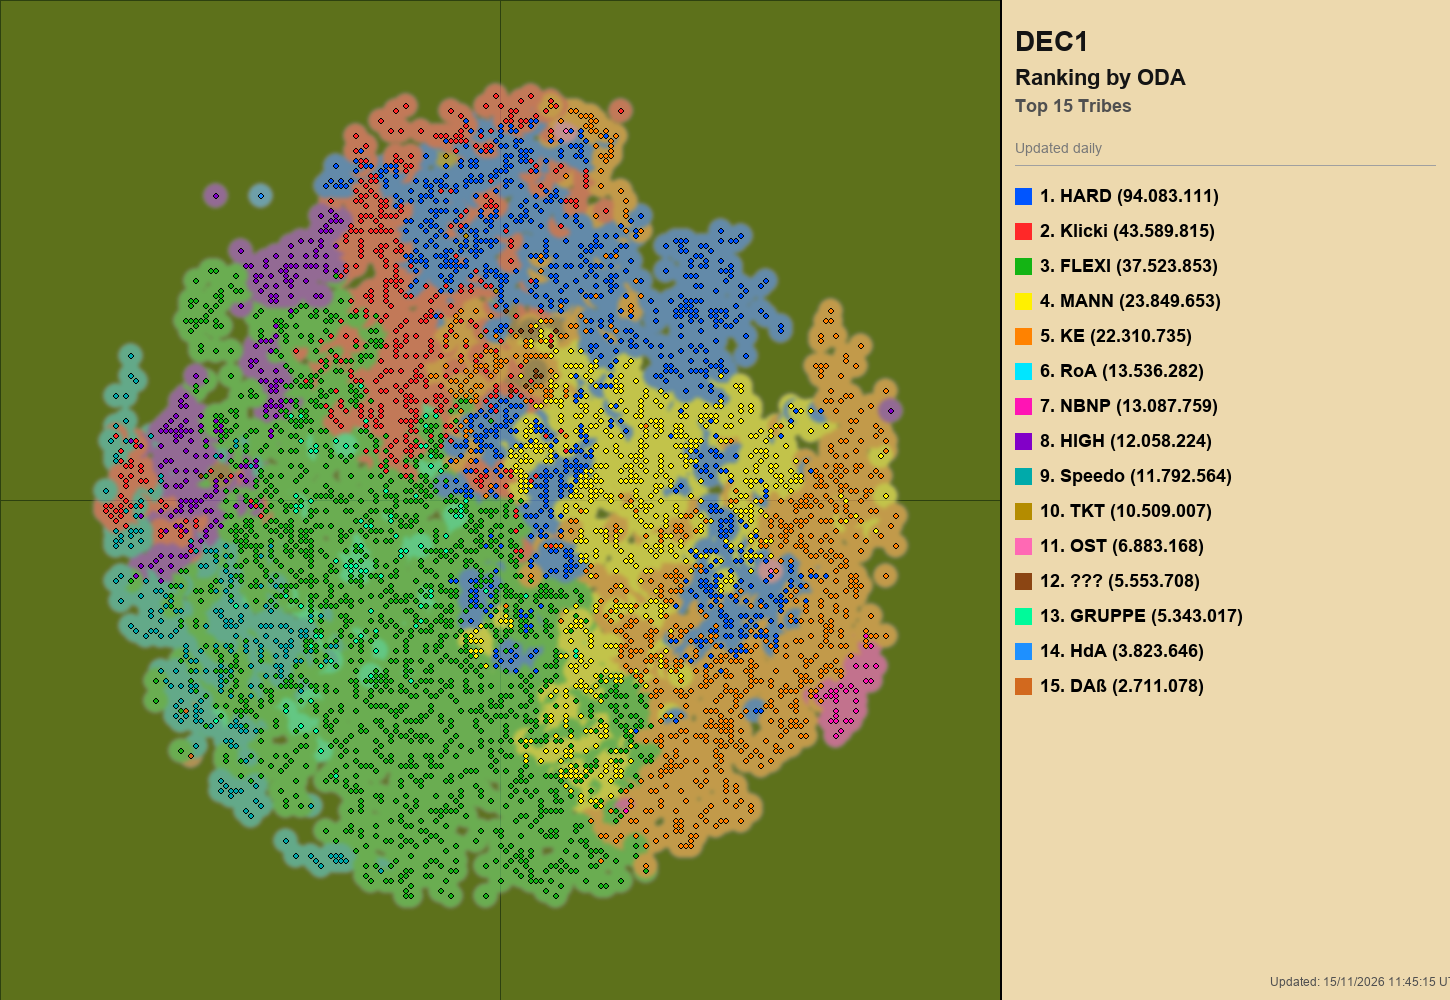 DEC1
Ranking by ODA
Top 15 Tribes
Updated daily
1. HARD (94.083.111)
2. Klicki (43.589.815)
3. FLEXI (37.523.853)
4. MANN (23.849.653)
5. KE (22.310.735)
6. RoA (13.536.282)
7. NBNP (13.087.759)
8. HIGH (12.058.224)
9. Speedo (11.792.564)
10. TKT (10.509.007)
11. OST (6.883.168)
12. ??? (5.553.708)
13. GRUPPE (5.343.017)
14. HdA (3.823.646)
15. DAß (2.711.078)
Updated: 15/11/2026 11:45:15 U